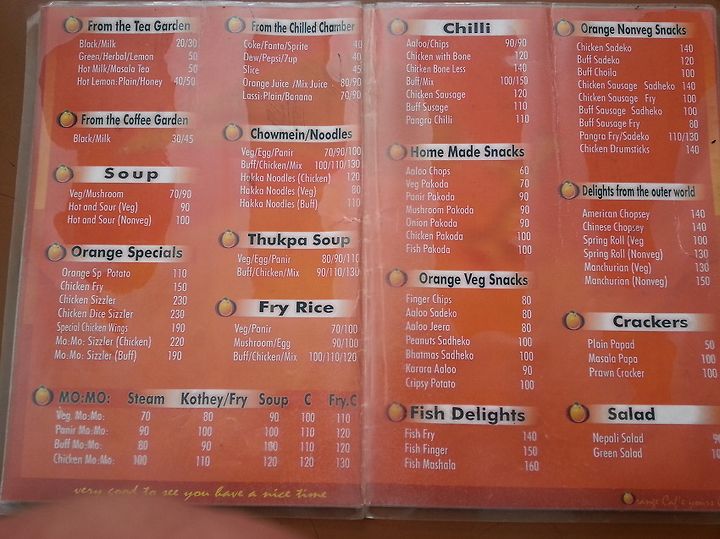 From the Tea Garden
Black/Milk 20/30
Green/Herbal/Lemon 50
Hot Milk/Masala Teo 50
Hot Lemon:Plain/Honey 40/50
From the Coffee Garden
Black/Milk 30/45
Soup
Veg/Mushroom 70/90
Hot and Sour (Veg) 90
Hot and Sour (Nonveg) 100
Orange Specials
Orange Sp. Potato 110
Chicken Fry 150
Chicken Sizzler 230
Chicken Dice Sizzler 230
Special Chicken Wings 190
Mo:Mo: Sizzler (Chicken) 220
Mo:Mo: Sizzler (Buff) 190
From the Chilled Chamber
Coke/Fanta/Sprite 40
Dew/Pepsi/7up 40
Slice 45
Orange Juice /Mix Juice 80/90
Lassi:Plain/Banana 70/90
Chowmein/Noodles
Veg/Egg/Panir 70/90/100
Buff/Chicken/Mix 100/110/130
Hakka Noodles (Chicken) 120
Hakka Noodles (Veg) 80
Hakka Noodles (Buff) 110
Thukpa Soup
Veg/Egg/Panir 80/90/110
Buff/Chicken/Mix 90/110/130
Fry Rice
Veg/Panir 70/100
Mushroom/Egg 90/100
Buff/Chicken/Mix 100/110/120
MO:MO: Steam Kothey/Fry Soup C Fry.C
Veg. Mo:Mo: 70 80 90 100 110
Panir Mo:Mo: 90 100 100 110 120
Buff Mo:Mo: 80 90 100 110 120
Chicken Mo:Mo: 100 110 120 120 130
very good to see you have a nice time
Chilli
Aaloo/Chips 90/90
Chicken with Bone 120
Chicken Bone Less 140
Buff/Mix 100/150
Chicken Sausage 120
Buff Susage 110
Pangra Chilli 110
Home Made Snacks
Aaloo Chops 60
Veg Pakoda 70
Panir Pakoda 90
Mushroom Pakoda 90
Onion Pakoda 90
Chicken Pakoda 100
Fish Pakoda 100
Orange Veg Snacks
Finger Chips 80
Aaloo Sadeko 80
Aaloo Jeera 80
Peanuts Sadheko 100
Bhatmas Sadheko 100
Karara Aaloo 90
Cripsy Potato 100
Fish Delights
Fish Fry 140
Fish Finger 150
Fish Mashala 160
Orange Nonveg Snacks
Chicken Sadeko 140
Buff Sadeko 120
Buff Choila 100
Chicken Sausage Sadheko 140
Chicken Sausage Fry 100
Buff Sausage Sadheko 100
Buff Sausage Fry 80
Pangra Fry/Sadeko 110/130
Chicken Drumsticks 140
Delights from the outer world
American Chopsey 140
Chinese Chopsey 140
Spring Roll (Veg 100
Spring Roll (Nonveg) 130
Manchurian (Veg) 130
Manchurian (Nonveg) 150
Crackers
Plain Papad 50
Masala Papa 100
Prawn Cracker 100
Salad
Nepali Salad
Green Salad